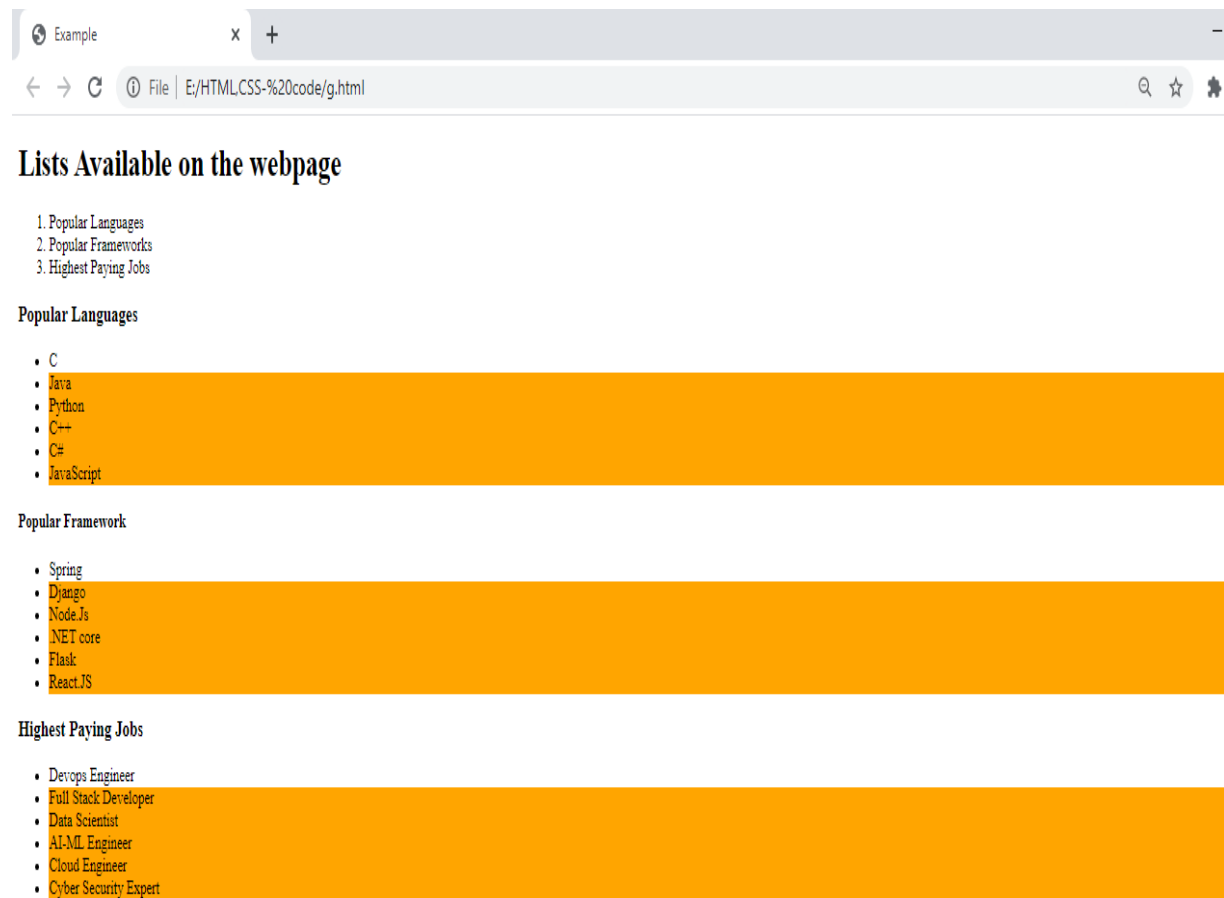 Example
File E:/HTML,CSS-%20code/g.html
Lists Available on the webpage
1. Popular Languages
2. Popular Frameworks
3. Highest Paying Jobs
Popular Languages
• C
• Java
• Python
• C++
• C#
• JavaScript
Popular Framework
• Spring
• Django
• Node.Js
• .NET core
• Flask
• React.JS
Highest Paying Jobs
• Devops Engineer
• Full Stack Developer
• Data Scientist
• AI-ML Engineer
• Cloud Engineer
• Cyber Security Expert